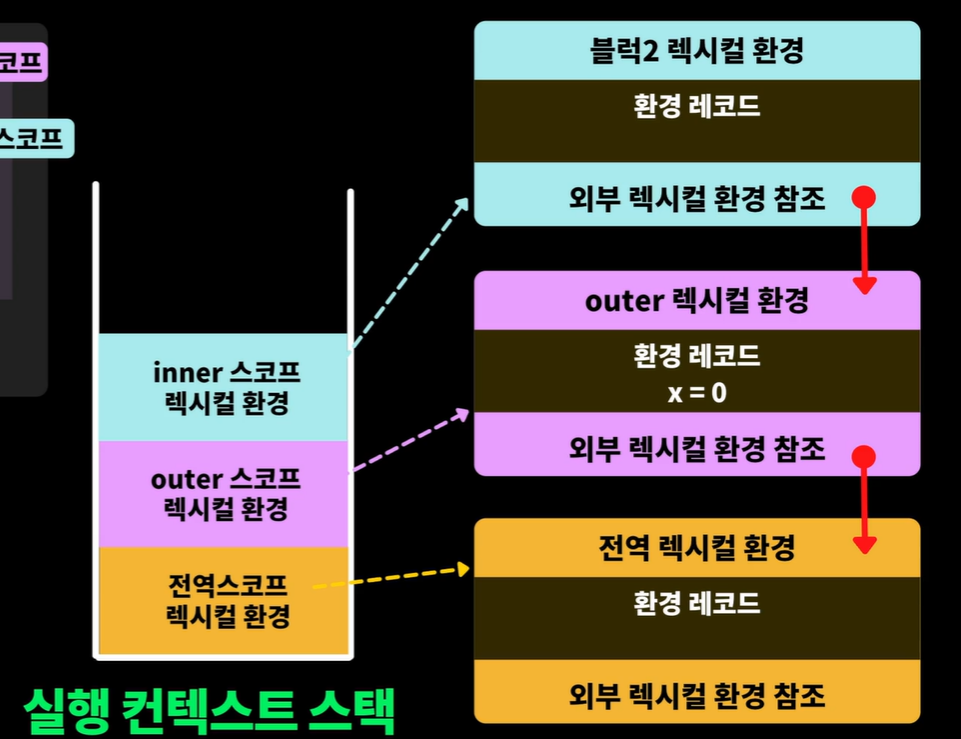 코프
스코프
inner 스코프
렉시컬 환경
outer 스코프
렉시컬 환경
전역스코프
렉시컬 환경
실행 컨텍스트 스택
블럭2 렉시컬 환경
환경 레코드
외부 렉시컬 환경 참조
outer 렉시컬 환경
환경 레코드
x = 0
외부 렉시컬 환경 참조
전역 렉시컬 환경
환경 레코드
외부 렉시컬 환경 참조